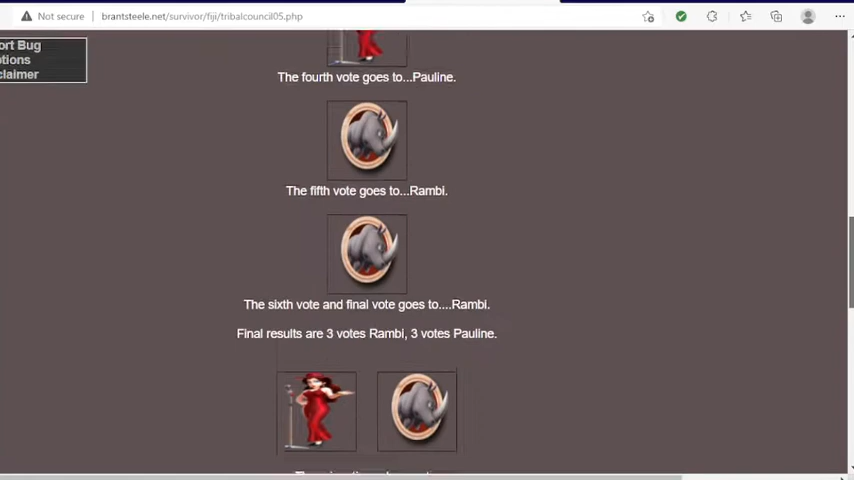 Not secure | brantsteele.net/survivor/fiji/tribalcouncil05.php
ort Bug
tions
claimer
The fourth vote goes to...Pauline.
The fifth vote goes to...Rambi.
The sixth vote and final vote goes to....Rambi.
Final results are 3 votes Rambi, 3 votes Pauline.